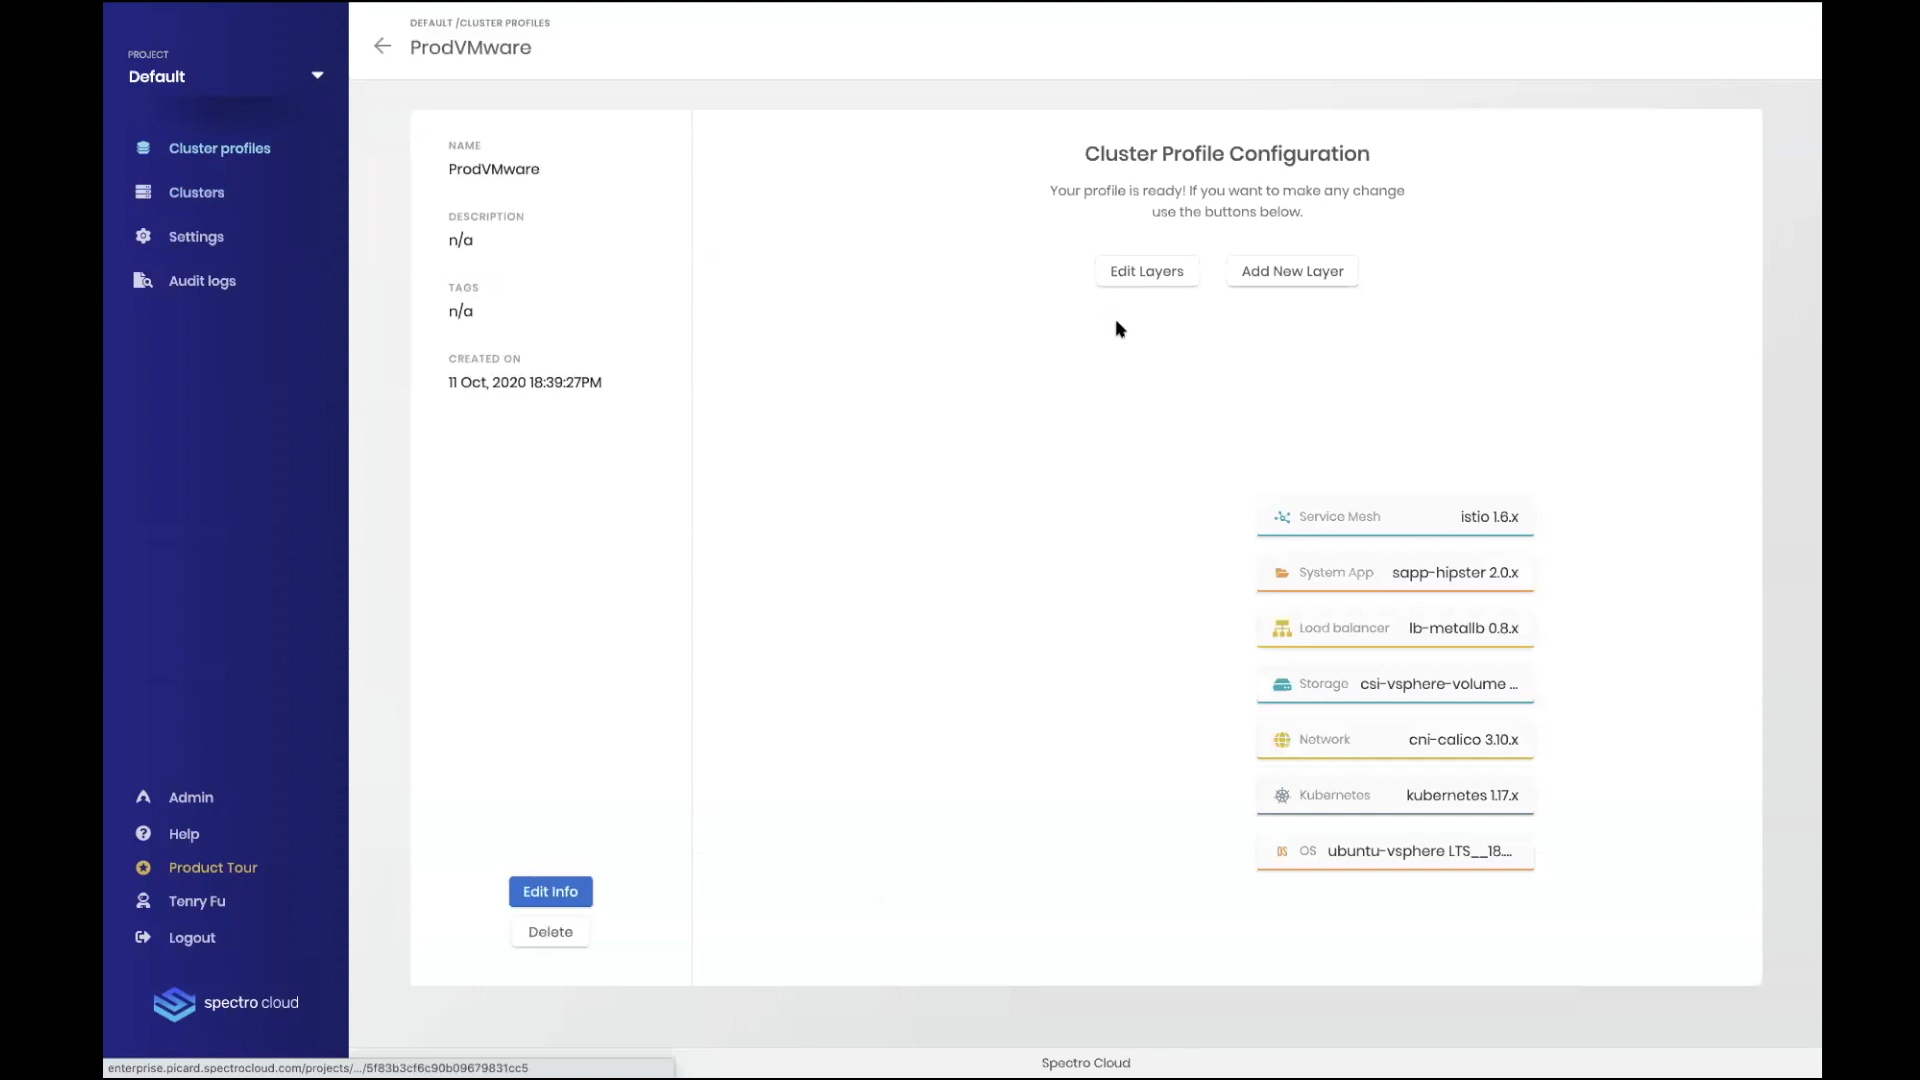 PROJECT
Default
Cluster profiles
Clusters
Settings
Audit logs
Admin
Help
Product Tour
Tenry Fu
Logout
spectro cloud
enterprise.picard.spectrocloud.com/projects/.../5f83b3cf6c90b09679831cc5
DEFAULT /CLUSTER PROFILES
ProdVMware
NAME
ProdVMware
DESCRIPTION
n/a
TAGS
n/a
CREATED ON
11 Oct, 2020 18:39:27PM
Edit Info
Delete
Cluster Profile Configuration
Your profile is ready! If you want to make any change
use the buttons below.
Edit Layers Add New Layer
Service Mesh istio 1.6.x
System App sapp-hipster 2.0.x
Load balancer lb-metallb 0.8.x
Storage csi-vsphere-volume ...
Network cni-calico 3.10.x
Kubernetes kubernetes 1.17.x
OS OS ubuntu-vsphere LTS__18....
Spectro Cloud